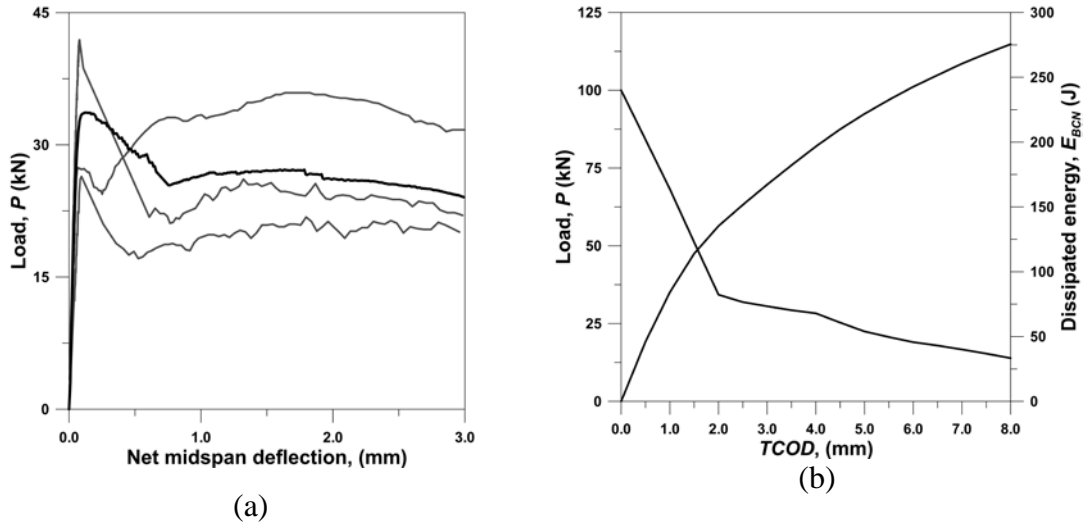 45
30
15
0
Load, P (kN)
0.0 1.0 2.0 3.0
Net midspan deflection, (mm)
(a)
125
100
75
50
25
0
Load, P (kN)
300
250
200
150
100
50
0
Dissipated energy, EBCN (J)
0.0 1.0 2.0 3.0 4.0 5.0 6.0 7.0 8.0
TCOD, (mm)
(b)